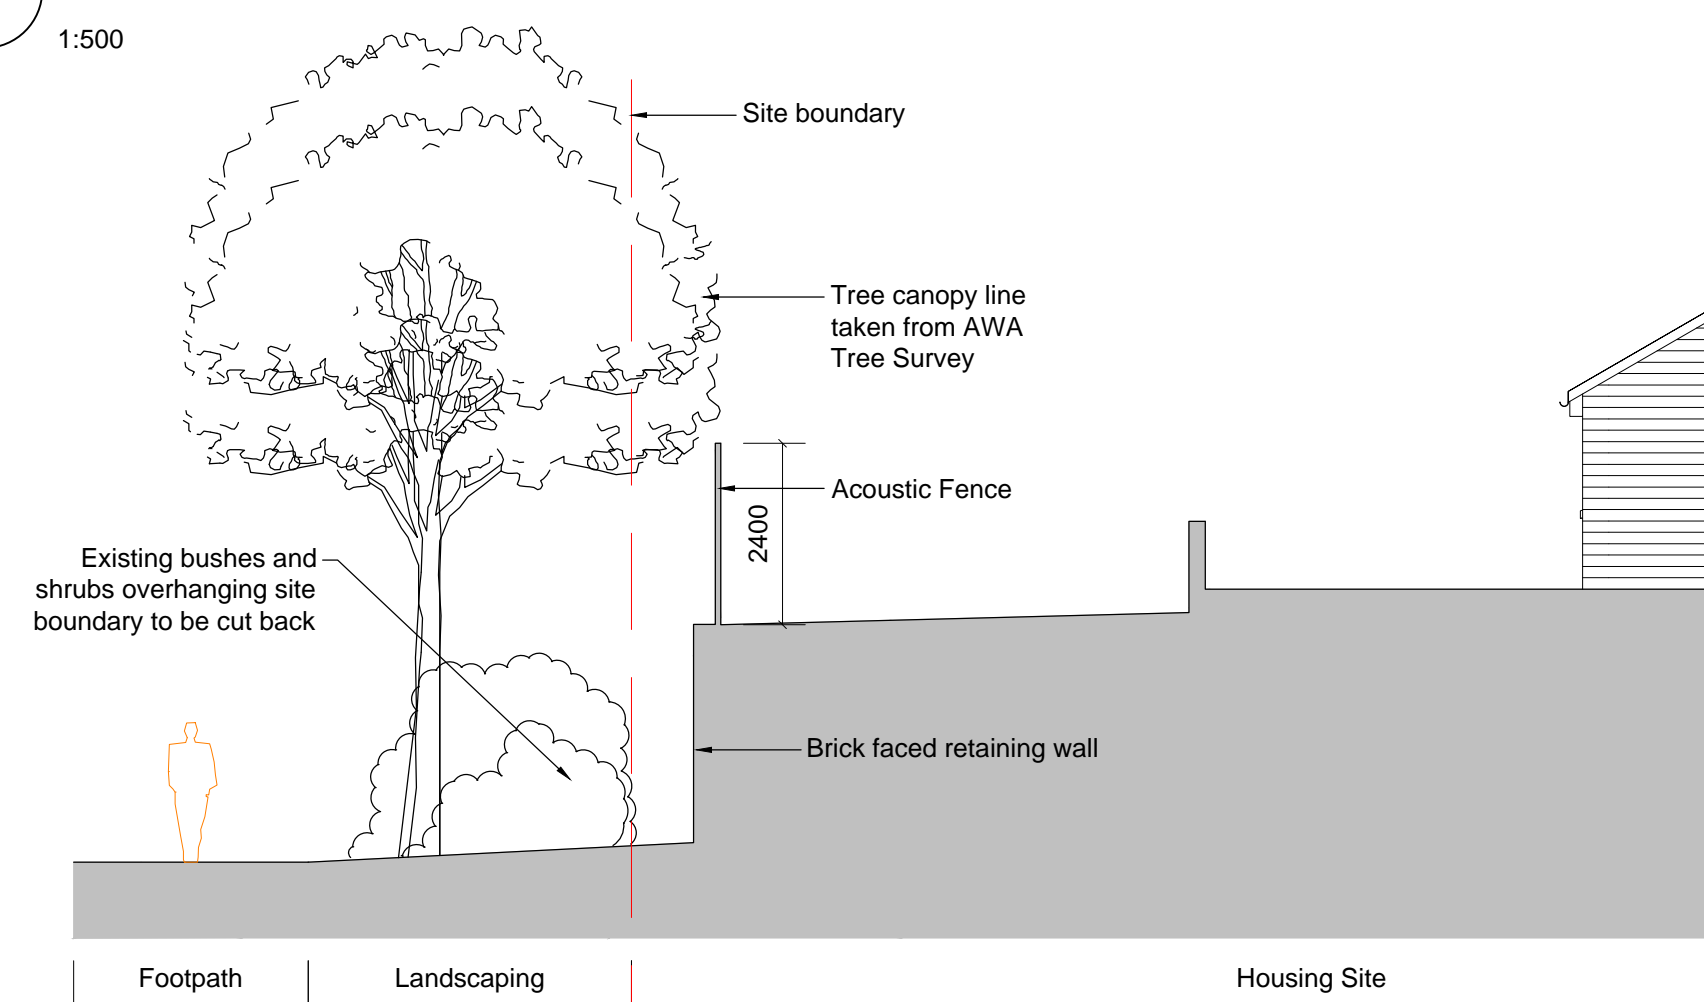 1:500
Site boundary
Tree canopy line
taken from AWA
Tree Survey
Acoustic Fence
2400
Existing bushes and
shrubs overhanging site
boundary to be cut back
Brick faced retaining wall
Footpath
Landscaping
Housing Site